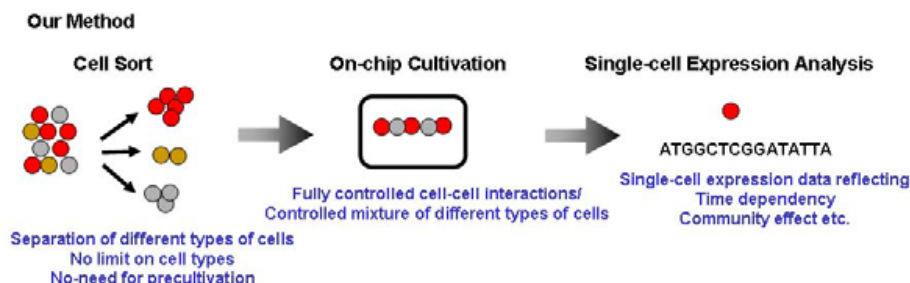 Our Method
Cell Sort
On-chip Cultivation
Single-cell Expression Analysis
ATGGCTCGGATATTA
Separation of different types of cells
No limit on cell types
No-need for precultivation
Fully controlled cell-cell interactions/
Controlled mixture of different types of cells
Single-cell expression data reflecting
Time dependency
Community effect etc.